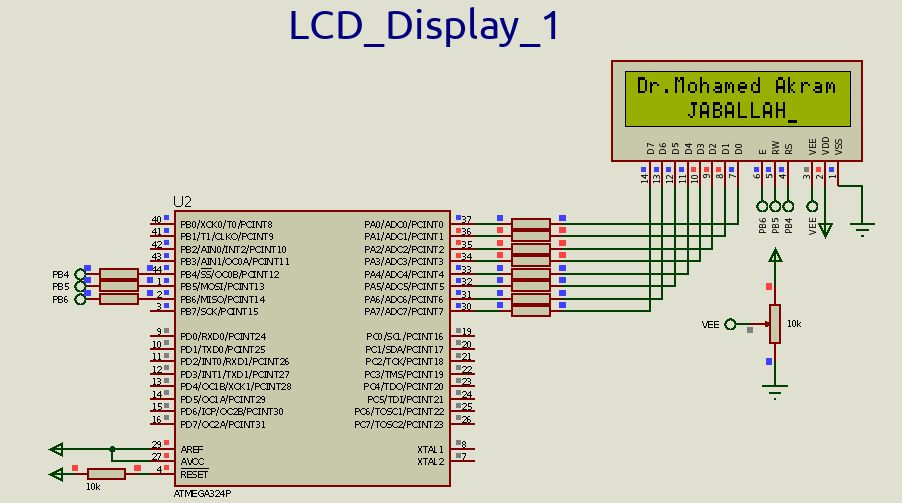 LCD_Display_1
Dr.Mohamed Akram
JABALLAH_
D7 D6 D5 D4 D3 D2 D1 D0 E RW RS VEE VDD VSS
14 13 12 11 10 9 8 7 6 5 4 3 2 1
PB6 PB5 PB4 VEE
U2
40 PB0/XCK0/T0/PCINT8 PA0/ADC0/PCINT0 37
41 PB1/T1/CLKO/PCINT9 PA1/ADC1/PCINT1 36
42 PB2/AIN0/INT2/PCINT10 PA2/ADC2/PCINT2 35
43 PB3/AIN1/OC0A/PCINT11 PA3/ADC3/PCINT3 34
PB4 44 PB4/SS/OC0B/PCINT12 PA4/ADC4/PCINT4 33
PB5 1 PB5/MOSI/PCINT13 PA5/ADC5/PCINT5 32
PB6 2 PB6/MISO/PCINT14 PA6/ADC6/PCINT6 31
3 PB7/SCK/PCINT15 PA7/ADC7/PCINT7 30
VEE 10k
9 PD0/RXD0/PCINT24 PC0/SCL/PCINT16 19
10 PD1/TXD0/PCINT25 PC1/SDA/PCINT17 20
11 PD2/INT0/RXD1/PCINT26 PC2/TCK/PCINT18 21
12 PD3/INT1/TXD1/PCINT27 PC3/TMS/PCINT19 22
13 PD4/OC1B/XCK1/PCINT28 PC4/TDO/PCINT20 23
14 PD5/OC1A/PCINT29 PC5/TDI/PCINT21 24
15 PD6/ICP/OC2B/PCINT30 PC6/TOSC1/PCINT22 25
16 PD7/OC2A/PCINT31 PC7/TOSC2/PCINT23 26
29 AREF XTAL1 8
27 AVCC XTAL2 7
4 RESET
10k
ATMEGA324P